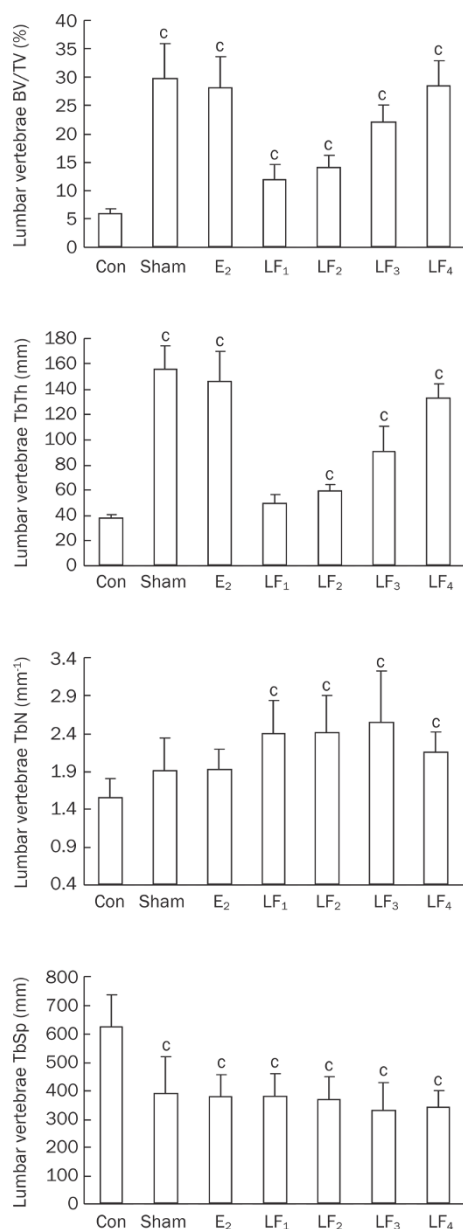 Lumbar vertebrae BV/TV (%)
40
35
30
25
20
15
10
5
0
c
c
c
c
c
c
Con Sham E₂ LF₁ LF₂ LF₃ LF₄
Lumbar vertebrae TbTh (mm)
180
160
140
120
100
80
60
40
20
0
c
c
c
c
c
Con Sham E₂ LF₁ LF₂ LF₃ LF₄
Lumbar vertebrae TbN (mm⁻¹)
3.4
2.9
2.4
1.9
1.4
0.9
0.4
c
c
c
c
Con Sham E₂ LF₁ LF₂ LF₃ LF₄
Lumbar vertebrae TbSp (mm)
800
700
600
500
400
300
200
100
0
c
c
c
c
c
c
Con Sham E₂ LF₁ LF₂ LF₃ LF₄